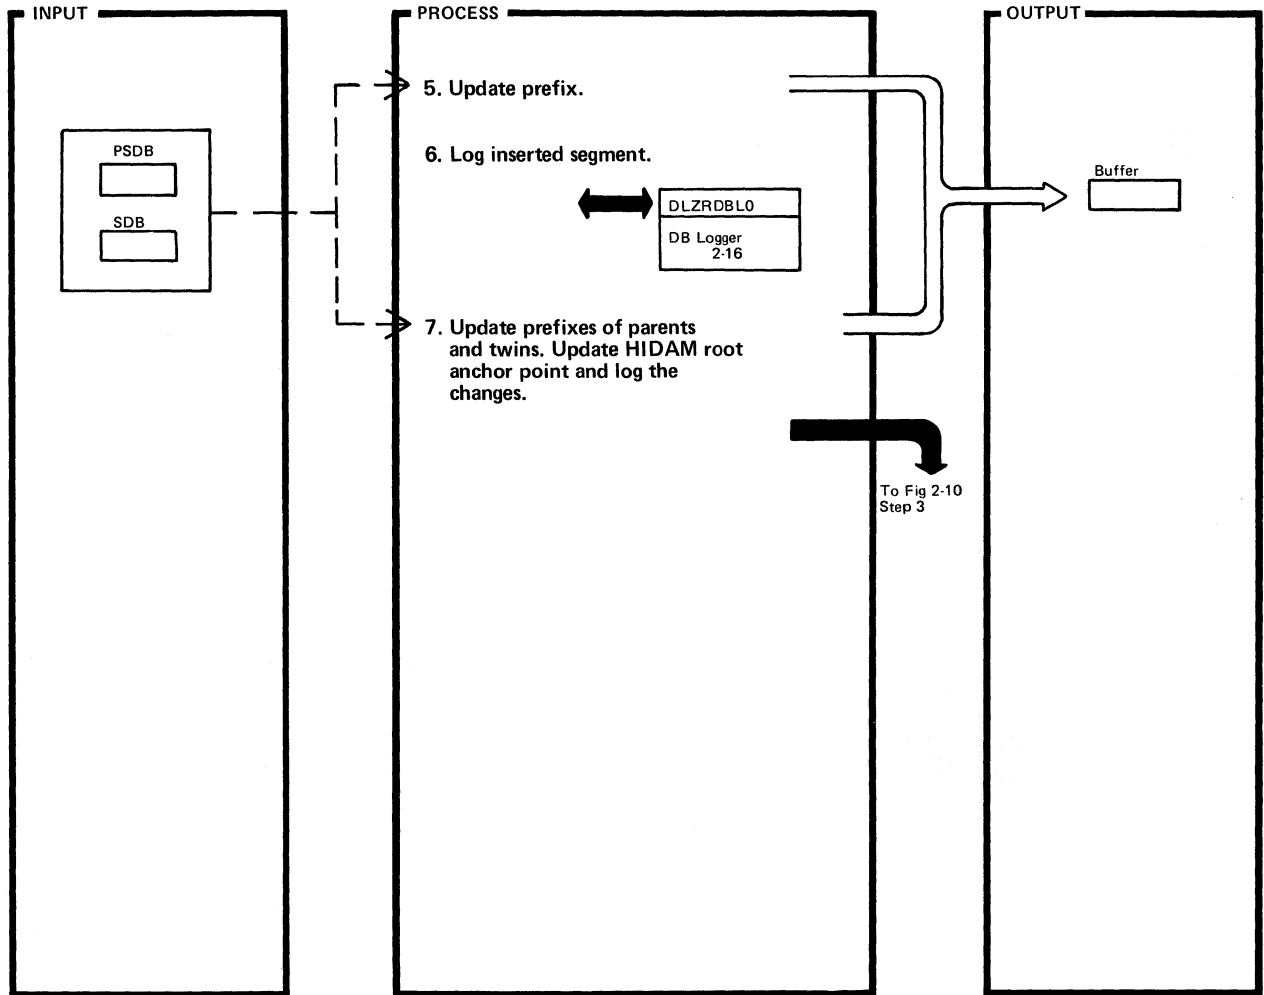 INPUT
PROCESS
OUTPUT
5. Update prefix.
6. Log inserted segment.
PSDB
SDB
DLZRDBL0
DB Logger
2-16
Buffer
7. Update prefixes of parents
and twins. Update HIDAM root
anchor point and log the
changes.
To Fig 2-10
Step 3